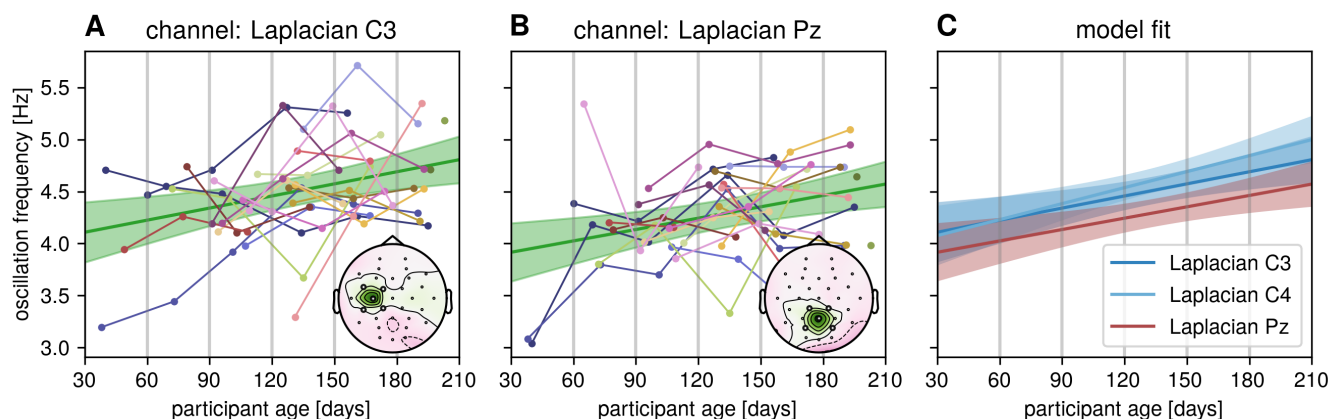 A channel: Laplacian C3
B channel: Laplacian Pz
C model fit
oscillation frequency [Hz]
5.5
5.0
4.5
4.0
3.5
3.0
30 60 90 120 150 180 210
participant age [days]
30 60 90 120 150 180 210
participant age [days]
Laplacian C3
Laplacian C4
Laplacian Pz
30 60 90 120 150 180 210
participant age [days]